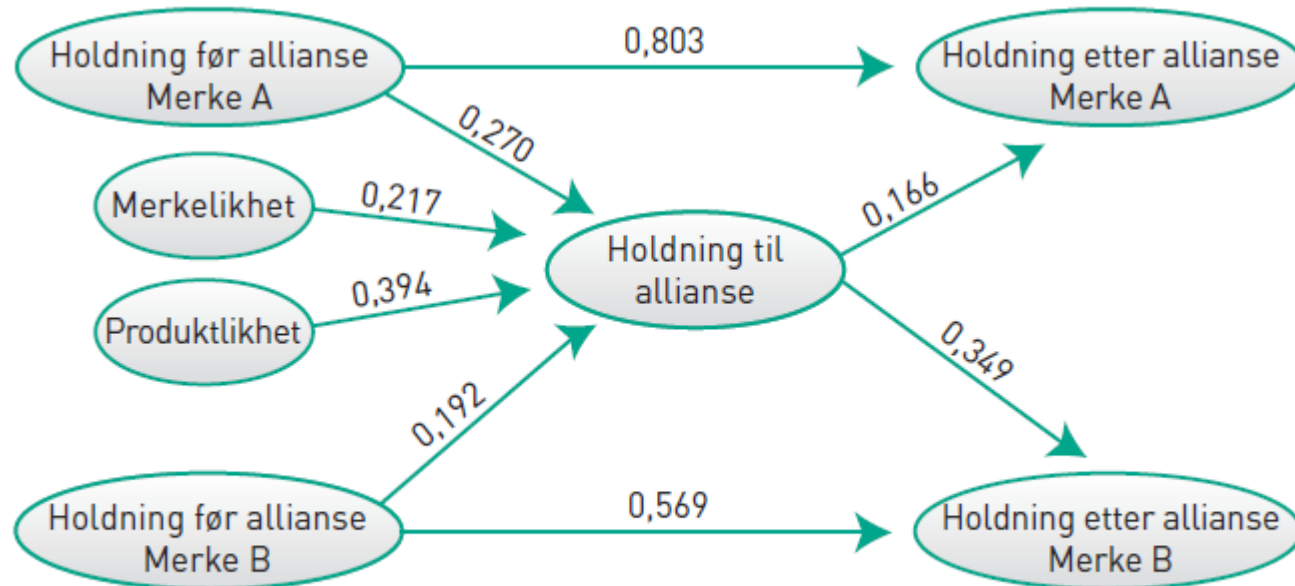 Holdning før allianse
Merke A
0,803
Holdning etter allianse
Merke A
0,270
Merkelikhet
0,217
0,166
Holdning til
allianse
Produktlikhet
0,394
0,349
0,192
Holdning før allianse
Merke B
0,569
Holdning etter allianse
Merke B